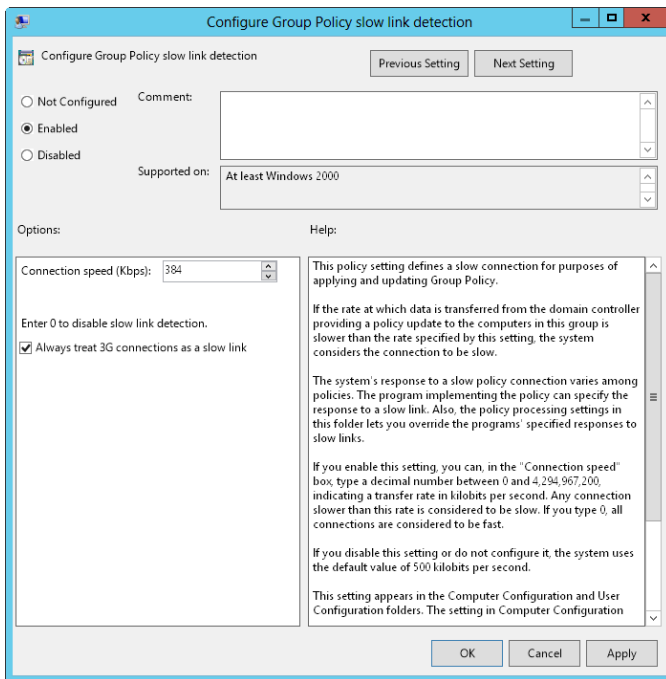 Configure Group Policy slow link detection
Configure Group Policy slow link detection
Previous Setting
Next Setting
Not Configured
Enabled
Disabled
Comment:
Supported on:
At least Windows 2000
Options:
Help:
Connection speed (Kbps): 384
Enter 0 to disable slow link detection.
Always treat 3G connections as a slow link
This policy setting defines a slow connection for purposes of
applying and updating Group Policy.
If the rate at which data is transferred from the domain controller
providing a policy update to the computers in this group is
slower than the rate specified by this setting, the system
considers the connection to be slow.
The system's response to a slow policy connection varies among
policies. The program implementing the policy can specify the
response to a slow link. Also, the policy processing settings in
this folder lets you override the programs' specified responses to
slow links.
If you enable this setting, you can, in the "Connection speed"
box, type a decimal number between 0 and 4,294,967,200,
indicating a transfer rate in kilobits per second. Any connection
slower than this rate is considered to be slow. If you type 0, all
connections are considered to be fast.
If you disable this setting or do not configure it, the system uses
the default value of 500 kilobits per second.
This setting appears in the Computer Configuration and User
Configuration folders. The setting in Computer Configuration
OK
Cancel
Apply